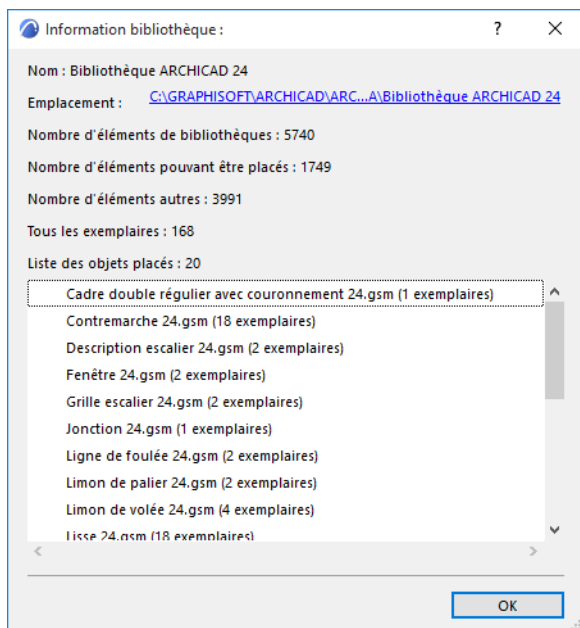 Information bibliothèque :
Nom : Bibliothèque ARCHICAD 24
Emplacement : C:\GRAPHISOFT\ARCHICAD\ARC...A\Bibliothèque ARCHICAD 24
Nombre d'éléments de bibliothèques : 5740
Nombre d'éléments pouvant être placés : 1749
Nombre d'éléments autres : 3991
Tous les exemplaires : 168
Liste des objets placés : 20
Cadre double régulier avec couronnement 24.gsm (1 exemplaires)
Contremarche 24.gsm (18 exemplaires)
Description escalier 24.gsm (2 exemplaires)
Fenêtre 24.gsm (2 exemplaires)
Grille escalier 24.gsm (2 exemplaires)
Jonction 24.gsm (1 exemplaires)
Ligne de foulée 24.gsm (2 exemplaires)
Limon de palier 24.gsm (2 exemplaires)
Limon de volée 24.gsm (4 exemplaires)
Lisse 24.gsm (18 exemplaires)
OK